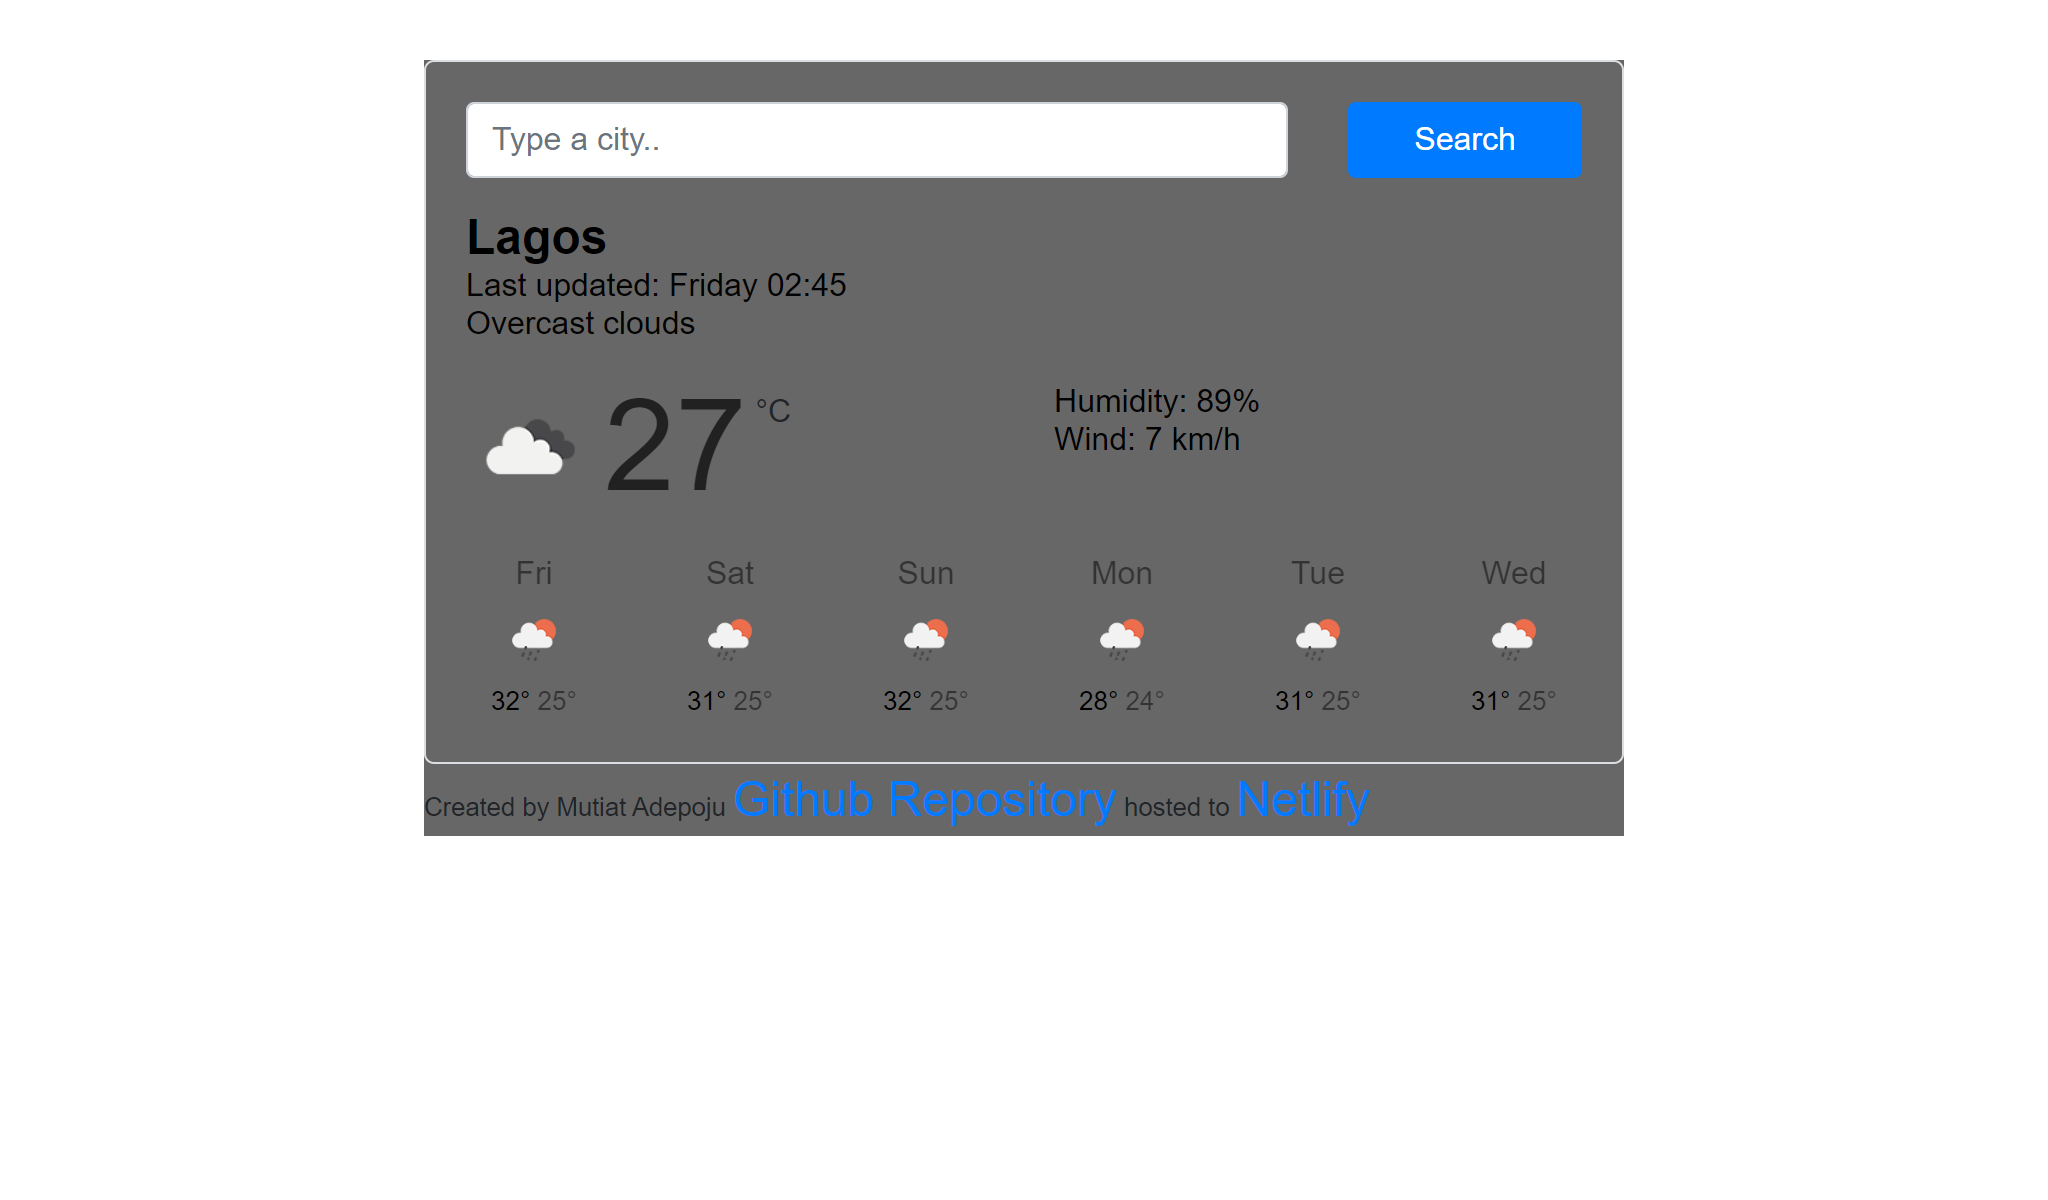 Type a city..
Search
Lagos
Last updated: Friday 02:45
Overcast clouds
27 °C
Humidity: 89%
Wind: 7 km/h
Fri Sat Sun Mon Tue Wed
32° 25° 31° 25° 32° 25° 28° 24° 31° 25° 31° 25°
Created by Mutiat Adepoju Github Repository hosted to Netlify